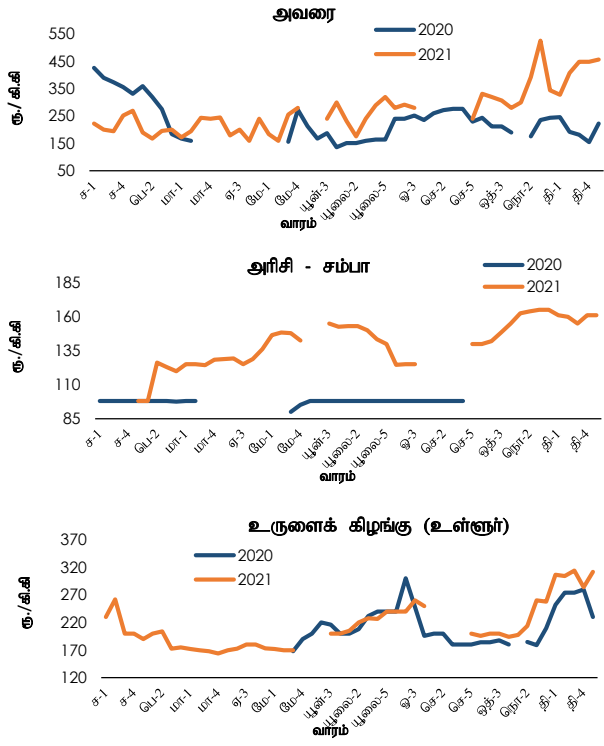 அவரை
2020
2021
ரூ./கி.கி
550
450
350
250
150
50
ச-1
ச-4
பெ-2
மா-1
மா-4
ஏ-3
மே-1
மே-4
யூன்-3
யூலை-2
யூலை-5
ஓ-3
செ-2
செ-5
ஒத்-3
நொ-2
தி-1
தி-4
வாரம்
அரிசி - சம்பா
2020
2021
ரூ./கி.கி
185
160
135
110
85
ச-1
ச-4
பெ-2
மா-1
மா-4
ஏ-3
மே-1
மே-4
யூன்-3
யூலை-2
யூலை-5
ஓ-3
செ-2
செ-5
ஒத்-3
நொ-2
தி-1
தி-4
வாரம்
உருளைக் கிழங்கு (உள்ளூர்)
2020
2021
ரூ./கி.கி
370
320
270
220
170
120
ச-1
ச-4
பெ-2
மா-1
மா-4
ஏ-3
மே-1
மே-4
யூன்-3
யூலை-2
யூலை-5
ஓ-3
செ-2
செ-5
ஒத்-3
நொ-2
தி-1
தி-4
வாரம்